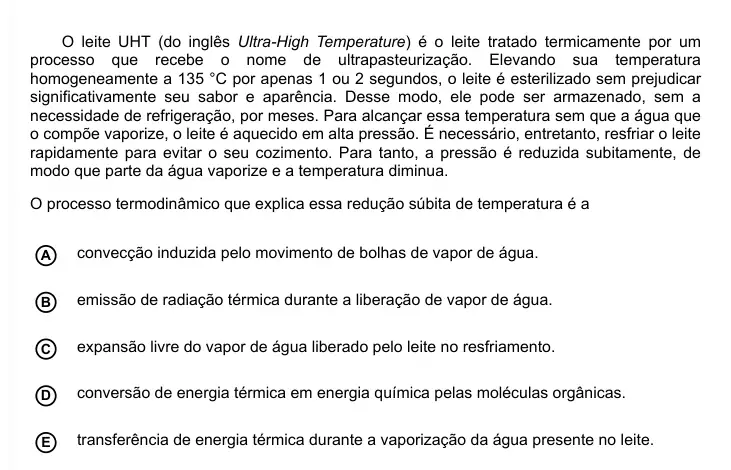 O leite UHT (do inglês Ultra-High Temperature) é o leite tratado termicamente por um
processo que recebe o nome de ultrapasteurização. Elevando sua temperatura
homogeneamente a 135 °C por apenas 1 ou 2 segundos, o leite é esterilizado sem prejudicar
significativamente seu sabor e aparência. Desse modo, ele pode ser armazenado, sem a
necessidade de refrigeração, por meses. Para alcançar essa temperatura sem que a água que
o compõe vaporize, o leite é aquecido em alta pressão. É necessário, entretanto, resfriar o leite
rapidamente para evitar o seu cozimento. Para tanto, a pressão é reduzida subitamente, de
modo que parte da água vaporize e a temperatura diminua.
O processo termodinâmico que explica essa redução súbita de temperatura é a
A convecção induzida pelo movimento de bolhas de vapor de água.
B emissão de radiação térmica durante a liberação de vapor de água.
C expansão livre do vapor de água liberado pelo leite no resfriamento.
D conversão de energia térmica em energia química pelas moléculas orgânicas.
E transferência de energia térmica durante a vaporização da água presente no leite.